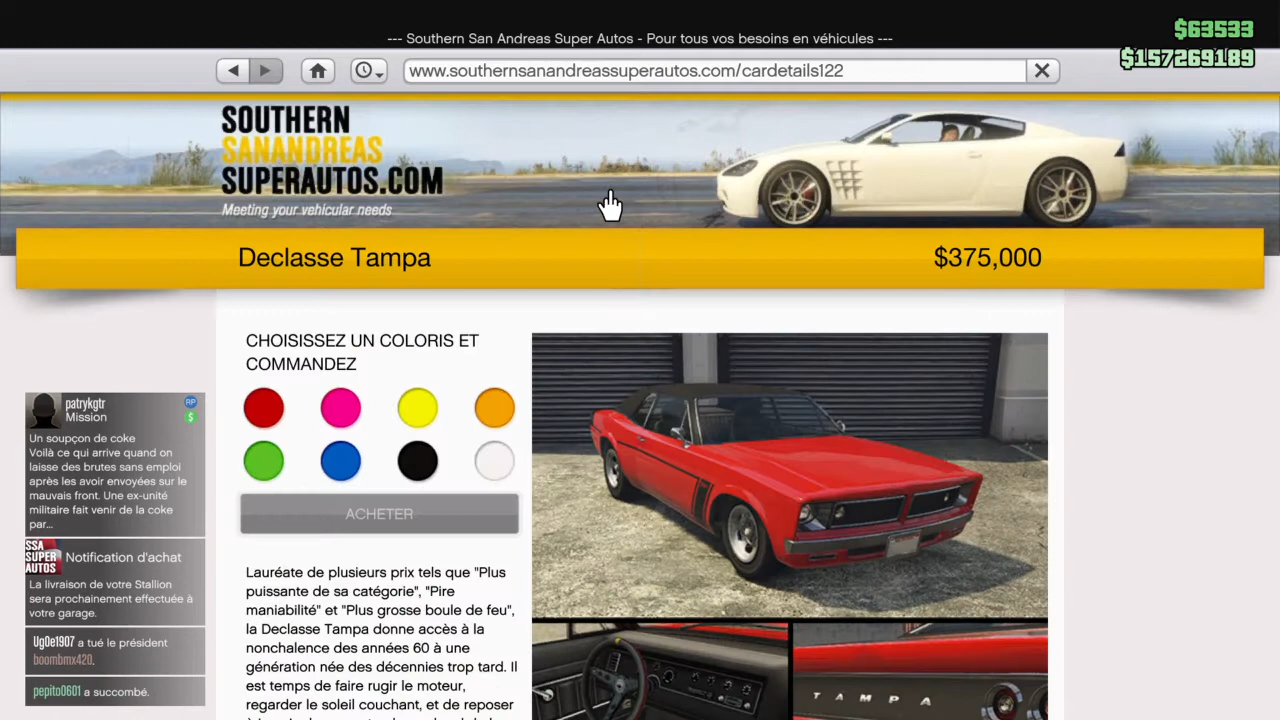 --- Southern San Andreas Super Autos - Pour tous vos besoins en véhicules ---
$63533
$157269189
www.southernsanandreassuperautos.com/cardetails122
SOUTHERN
SANANDREAS
SUPERAUTOS.COM
Meeting your vehicular needs
Declasse Tampa
$375,000
CHOISISSEZ UN COLORIS ET
COMMANDEZ
ACHETER
Lauréate de plusieurs prix tels que "Plus
puissante de sa catégorie", "Pire
maniabilité" et "Plus grosse boule de feu",
la Declasse Tampa donne accès à la
nonchalence des années 60 à une
génération née des décennies trop tard. Il
est temps de faire rugir le moteur,
regarder le soleil couchant, et de reposer
TAMPA
patrykgtr
Mission
RP
$
Un soupçon de coke
Voilà ce qui arrive quand on
laisse des brutes sans emploi
après les avoir envoyées sur le
mauvais front. Une ex-unité
militaire fait venir de la coke
par...
SSA
SUPER
AUTOS
Notification d'achat
La livraison de votre Stallion
sera prochainement effectuée à
votre garage.
UgOe1907 a tué le président
boombmx420.
pepito0601 a succombé.